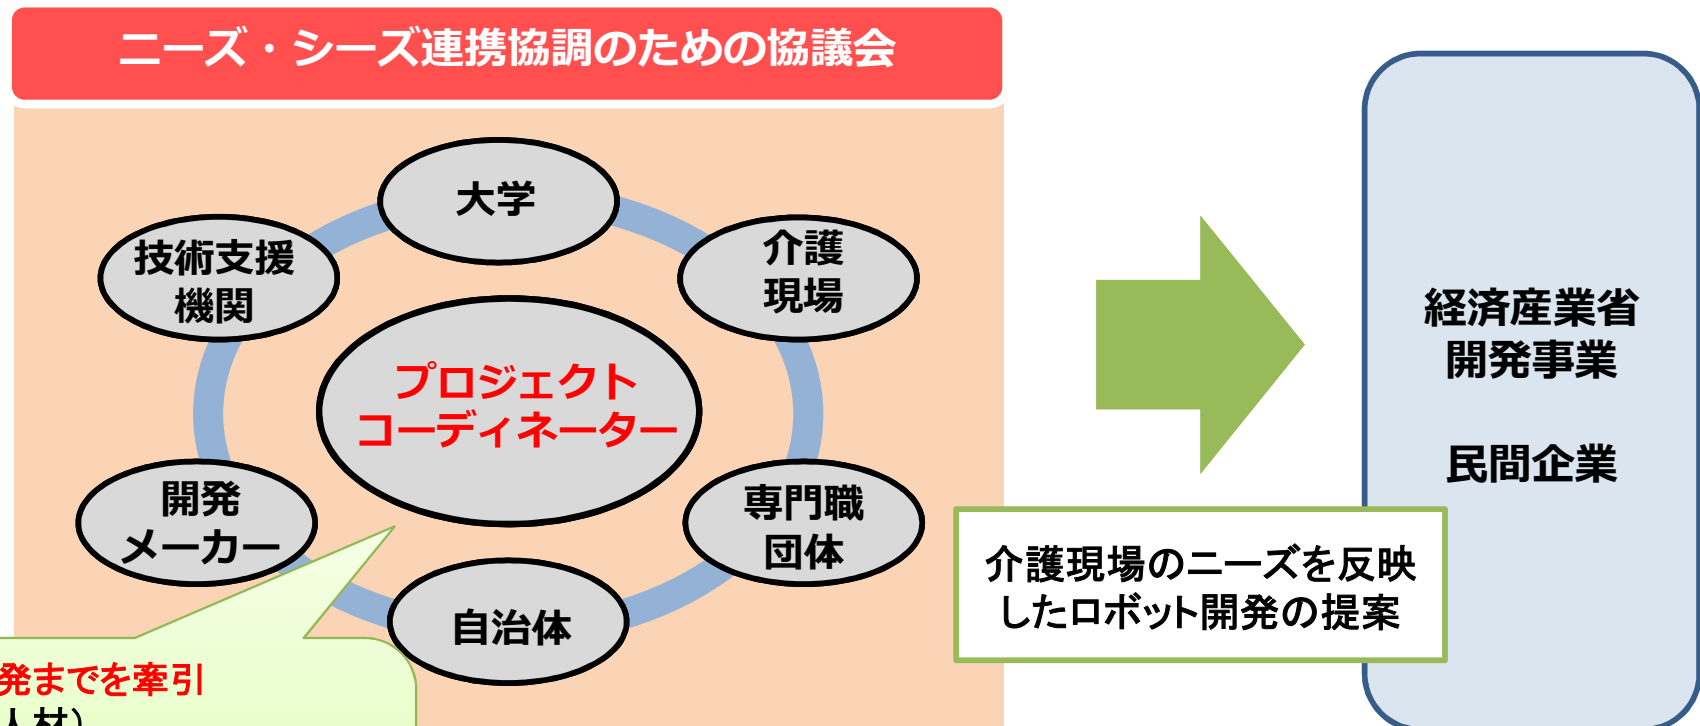 ニーズ・シーズ連携協調のための協議会
大学
技術支援
機関
介護
現場
プロジェクト
コーディネーター
開発
メーカー
専門職
団体
自治体
発までを牽引
人材）
介護現場のニーズを反映
したロボット開発の提案
経済産業省
開発事業
民間企業